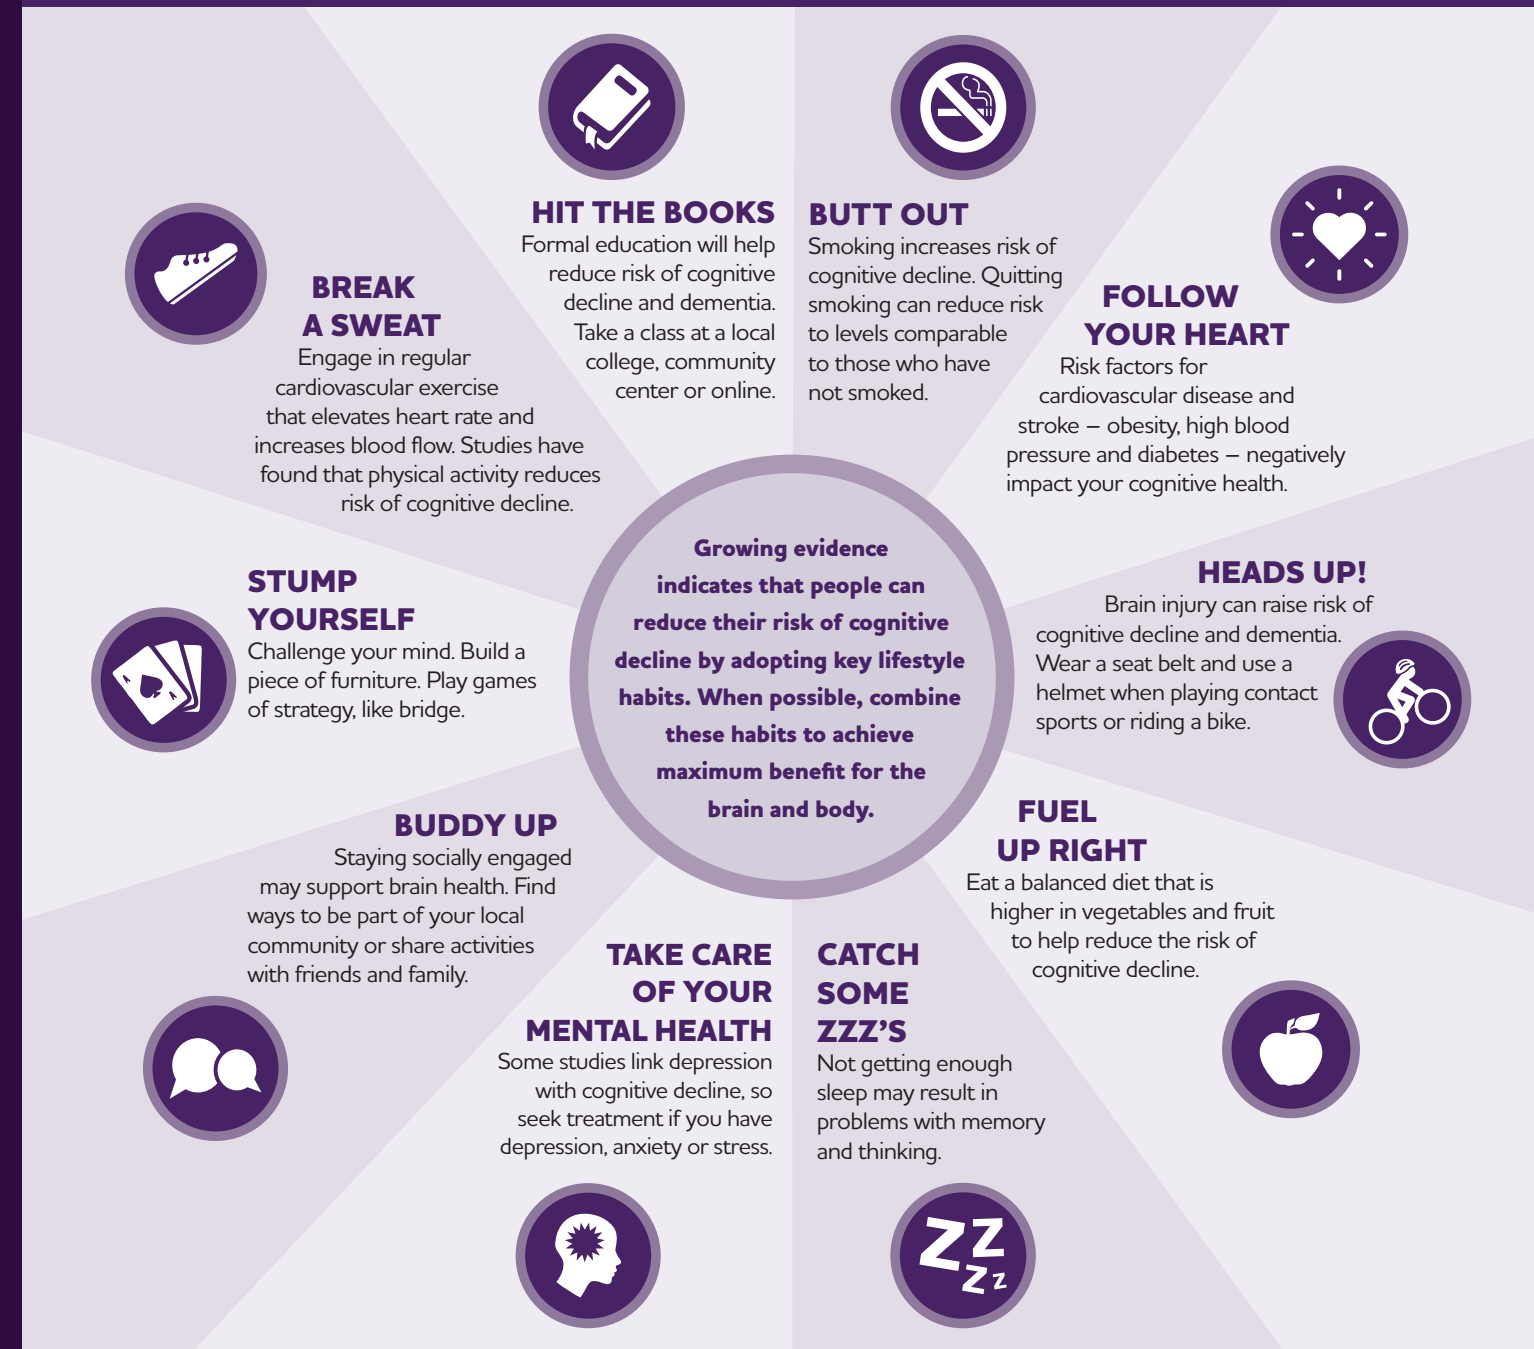 HIT THE BOOKS
Formal education will help
reduce risk of cognitive
decline and dementia.
Take a class at a local
college, community
center or online.
BUTT OUT
Smoking increases risk of
cognitive decline. Quitting
smoking can reduce risk
to levels comparable
to those who have
not smoked.
BREAK
A SWEAT
Engage in regular
cardiovascular exercise
that elevates heart rate and
increases blood flow. Studies have
found that physical activity reduces
risk of cognitive decline.
FOLLOW
YOUR HEART
Risk factors for
cardiovascular disease and
stroke – obesity, high blood
pressure and diabetes – negatively
impact your cognitive health.
Growing evidence
indicates that people can
reduce their risk of cognitive
decline by adopting key lifestyle
habits. When possible, combine
these habits to achieve
maximum benefit for the
brain and body.
STUMP
YOURSELF
Challenge your mind. Build a
piece of furniture. Play games
of strategy, like bridge.
A
A
HEADS UP!
Brain injury can raise risk of
cognitive decline and dementia.
Wear a seat belt and use a
helmet when playing contact
sports or riding a bike.
BUDDY UP
Staying socially engaged
may support brain health. Find
ways to be part of your local
community or share activities
with friends and family.
FUEL
UP RIGHT
Eat a balanced diet that is
higher in vegetables and fruit
to help reduce the risk of
cognitive decline.
TAKE CARE
OF YOUR
MENTAL HEALTH
Some studies link depression
with cognitive decline, so
seek treatment if you have
depression, anxiety or stress.
CATCH
SOME
ZZZ’S
Not getting enough
sleep may result in
problems with memory
and thinking.
ZZ
ZZ